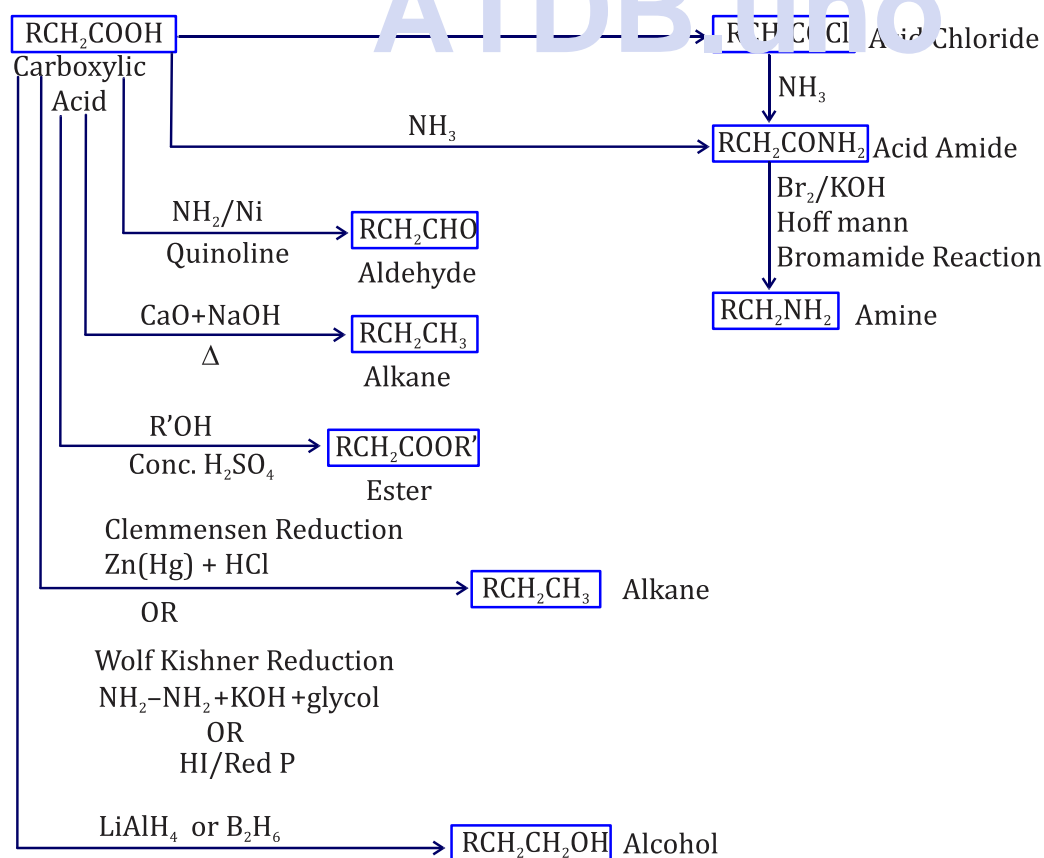 ATDB.uno
RCH₂COOH
Carboxylic
Acid
Acid Chloride
NH₃
NH₃
RCH₂CONH₂ Acid Amide
Br₂/KOH
Hoff mann
Bromamide Reaction
RCH₂NH₂ Amine
NH₂/Ni
Quinoline
RCH₂CHO
Aldehyde
CaO+NaOH
Δ
RCH₂CH₃
Alkane
R’OH
Conc. H₂SO₄
RCH₂COOR’
Ester
Clemmensen Reduction
Zn(Hg) + HCl
RCH₂CH₃ Alkane
OR
Wolf Kishner Reduction
NH₂–NH₂+KOH+glycol
OR
HI/Red P
LiAlH₄ or B₂H₆
RCH₂CH₂OH Alcohol